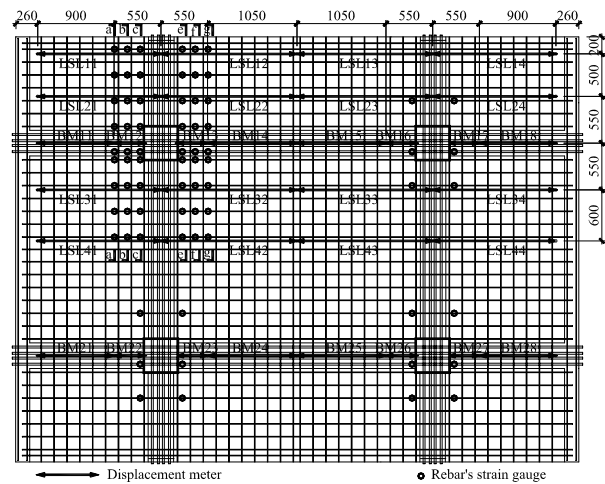 260 900 550 550 1050 1050 550 550 900 260
a b c e f g
200
LSL11 LSL12 LSL13 LSL14
500
LSL21 LSL22 LSL23 LSL24
550
BM11 BM14 BM15 BM16 BM17 BM18
550
LSL31 LSL32 LSL33 LSL34
600
LSL41 LSL42 LSL43 LSL44
a b c e f g
BM21 BM22 BM23 BM24 BM25 BM26 BM27 BM28
Displacement meter Rebar's strain gauge